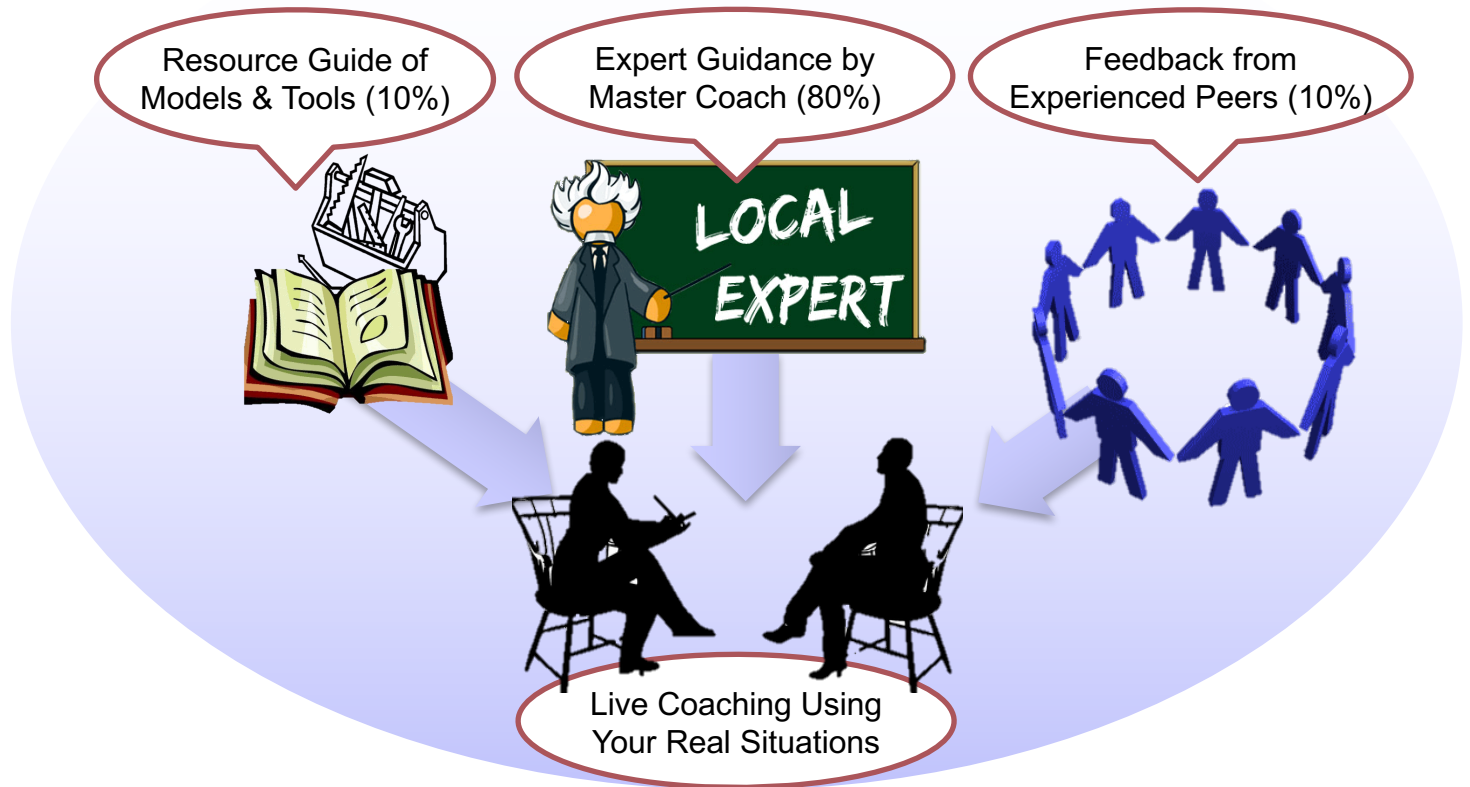 Resource Guide of
Models & Tools (10%)
Expert Guidance by
Master Coach (80%)
Feedback from
Experienced Peers (10%)
LOCAL
EXPERT
Live Coaching Using
Your Real Situations